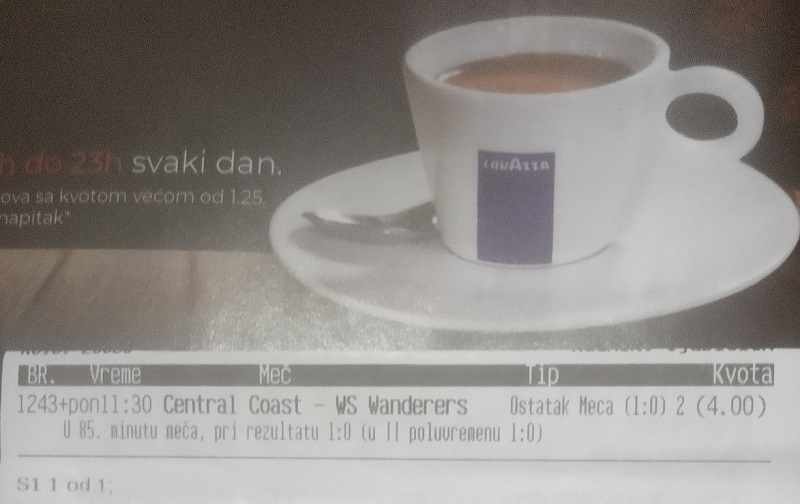 h do 23h svaki dan.
ova sa kvotom većom od 1.25.
napitak*
LAVAZZA
BR. Vreme Meč Tip Kvota
1243+pon11:30 Central Coast - WS Wanderers Ostatak Meca (1:0) 2 (4.00)
U 85. minutu meča, pri rezultatu 1:0 (u II poluvremenu 1:0)
S1 1 od 1;